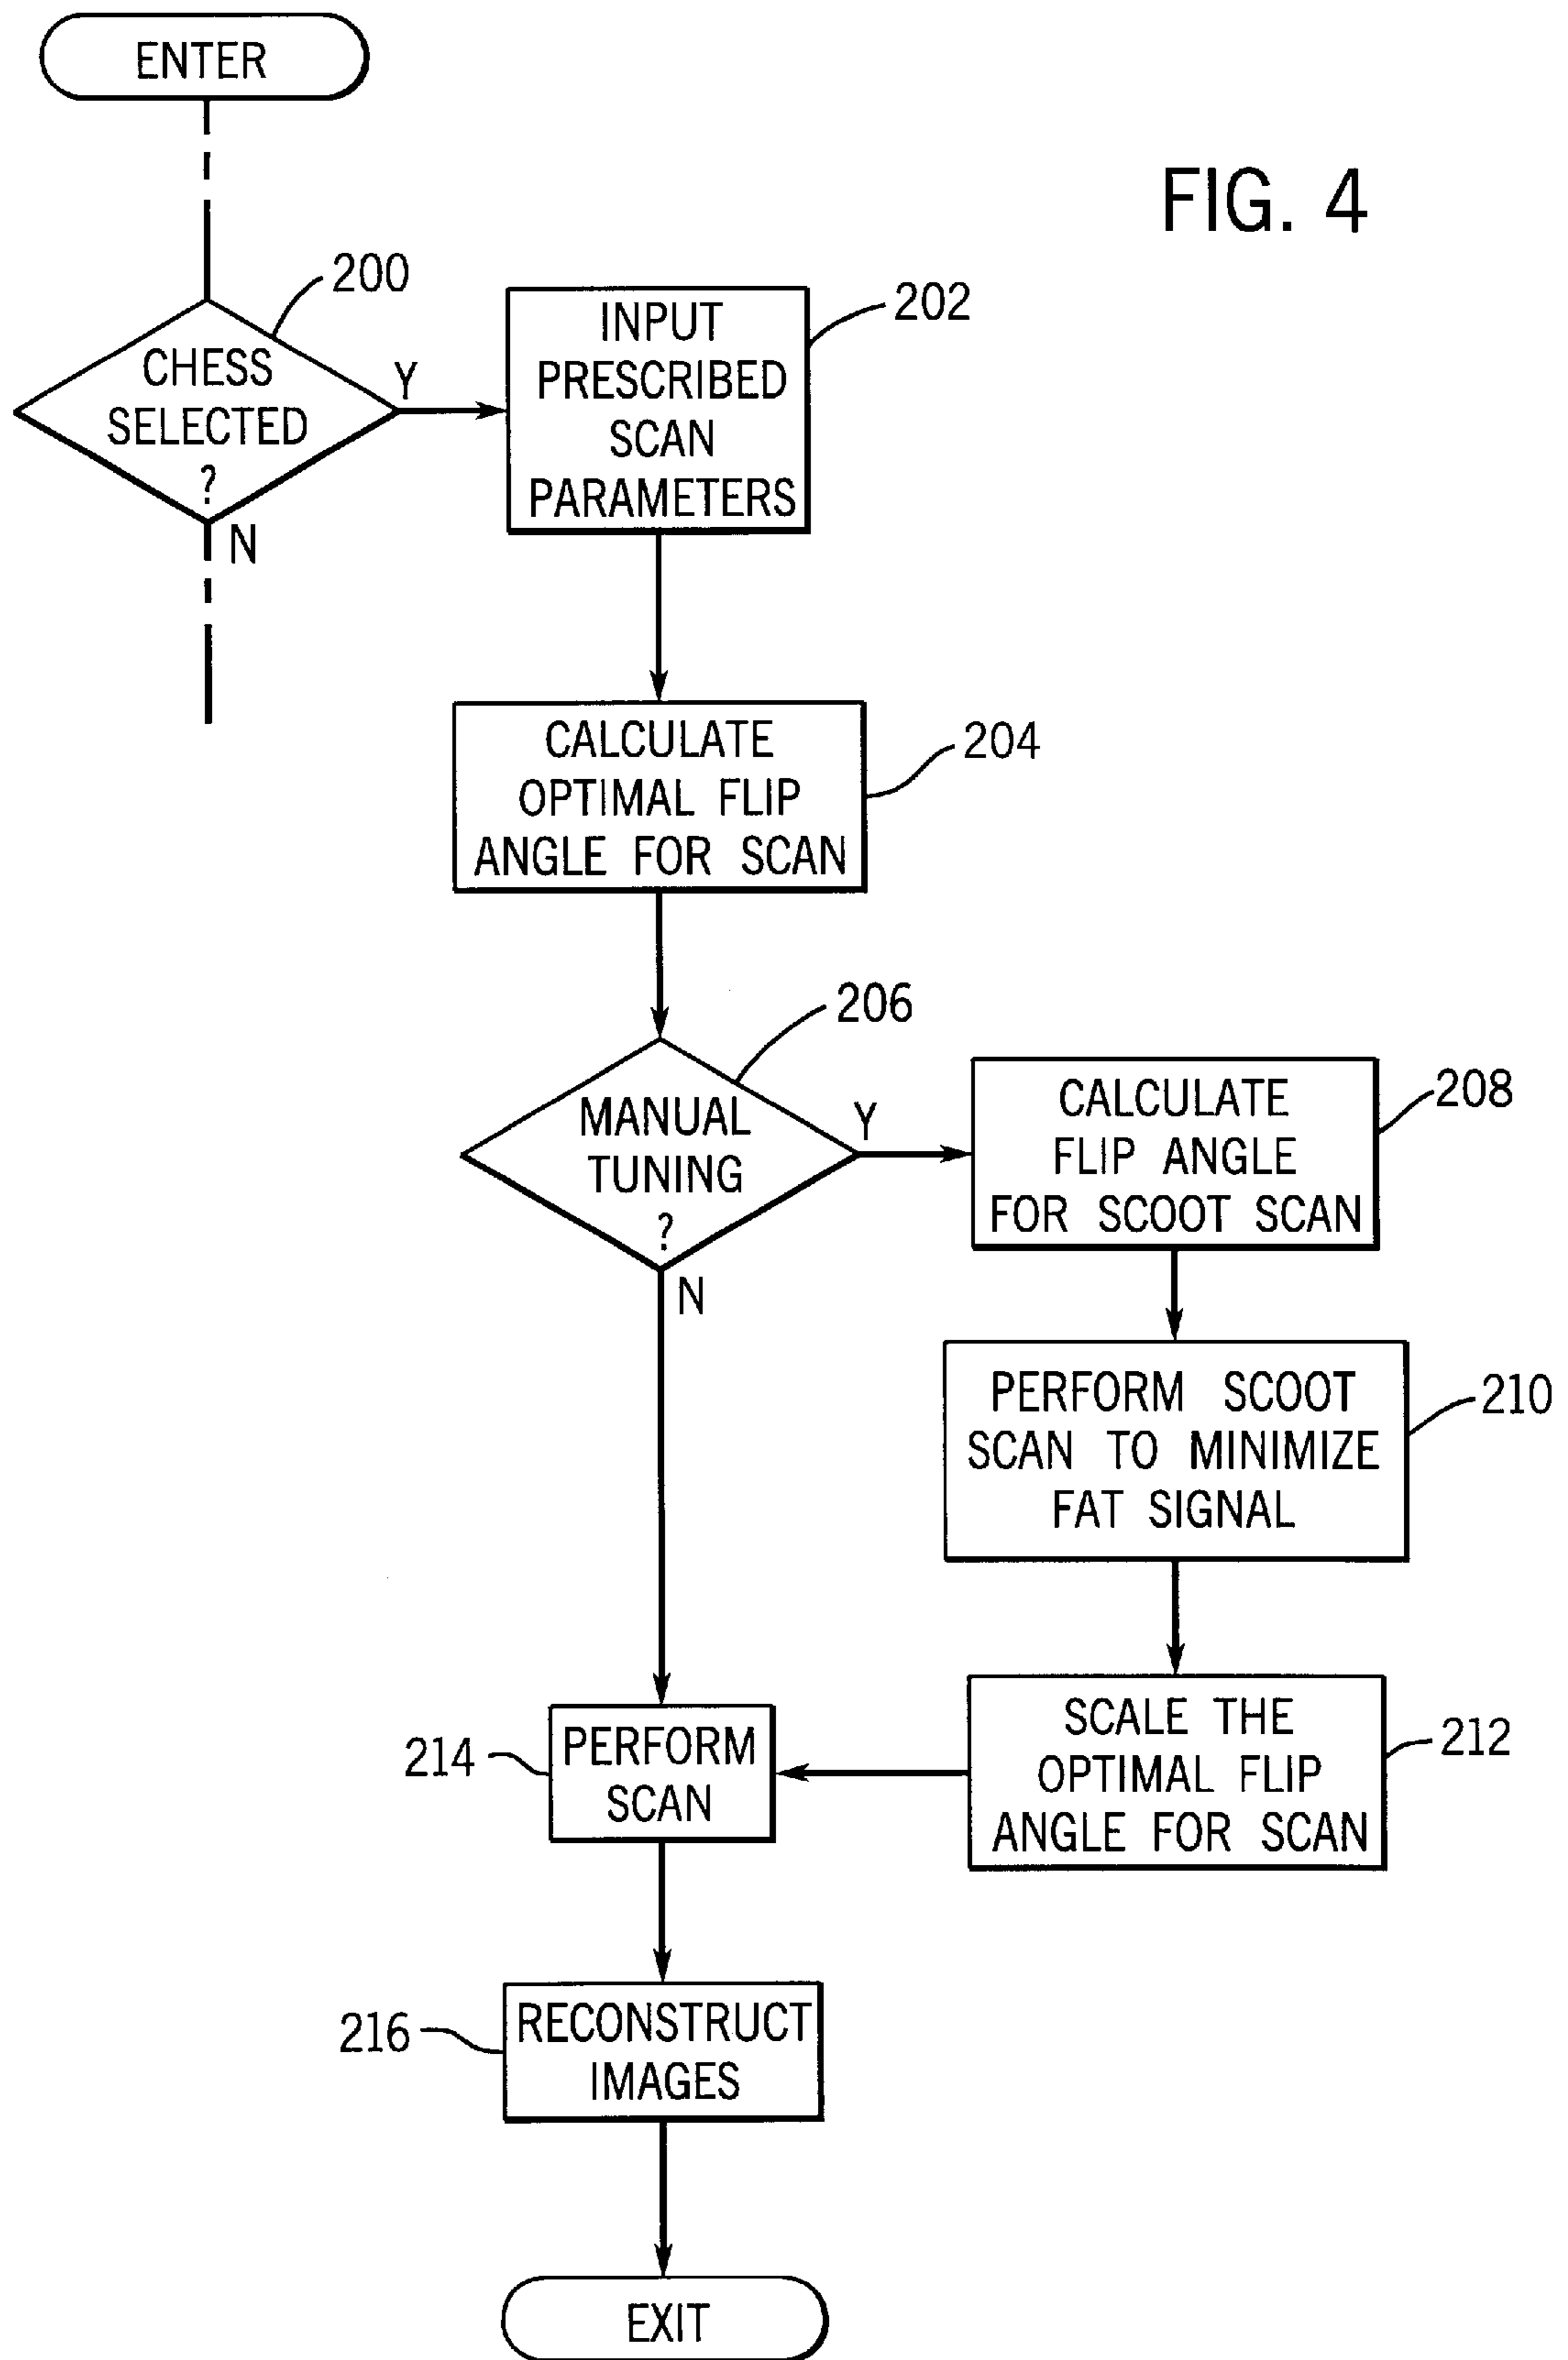 ENTER
FIG. 4
200
CHESS
SELECTED
?
Y
N
202
INPUT
PRESCRIBED
SCAN
PARAMETERS
204
CALCULATE
OPTIMAL FLIP
ANGLE FOR SCAN
206
MANUAL
TUNING
?
Y
N
208
CALCULATE
FLIP ANGLE
FOR SCOOT SCAN
210
PERFORM SCOOT
SCAN TO MINIMIZE
FAT SIGNAL
212
SCALE THE
OPTIMAL FLIP
ANGLE FOR SCAN
214
PERFORM
SCAN
216
RECONSTRUCT
IMAGES
EXIT